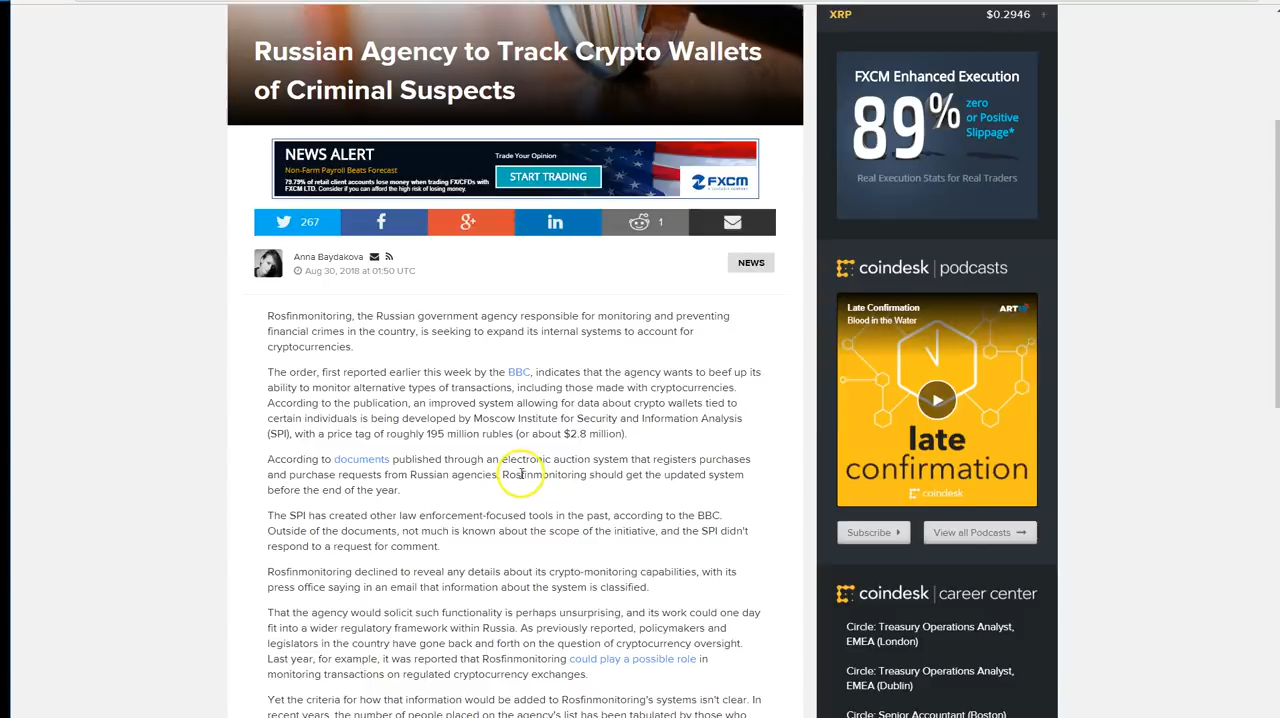 XRP $0.2946 +
Russian Agency to Track Crypto Wallets
of Criminal Suspects
FXCM Enhanced Execution
89% zero
or Positive
Slippage*
Real Execution Stats for Real Traders
NEWS ALERT
Non-Farm Payroll Beats Forecast
79.79% of retail client accounts lose money when trading FX/CFDs with
FXCM LTD. Consider if you can afford the high risk of losing money.
Trade Your Opinion
START TRADING
FXCM
267
1
Anna Baydakova
Aug 30, 2018 at 01:50 UTC
NEWS
Rosfinmonitoring, the Russian government agency responsible for monitoring and preventing
financial crimes in the country, is seeking to expand its internal systems to account for
cryptocurrencies.
The order, first reported earlier this week by the BBC, indicates that the agency wants to beef up its
ability to monitor alternative types of transactions, including those made with cryptocurrencies.
According to the publication, an improved system allowing for data about crypto wallets tied to
certain individuals is being developed by Moscow Institute for Security and Information Analysis
(SPI), with a price tag of roughly 195 million rubles (or about $2.8 million).
According to documents published through an electronic auction system that registers purchases
and purchase requests from Russian agencies, Rosfinmonitoring should get the updated system
before the end of the year.
The SPI has created other law enforcement-focused tools in the past, according to the BBC.
Outside of the documents, not much is known about the scope of the initiative, and the SPI didn't
respond to a request for comment.
Rosfinmonitoring declined to reveal any details about its crypto-monitoring capabilities, with its
press office saying in an email that information about the system is classified.
That the agency would solicit such functionality is perhaps unsurprising, and its work could one day
fit into a wider regulatory framework within Russia. As previously reported, policymakers and
legislators in the country have gone back and forth on the question of cryptocurrency oversight.
Last year, for example, it was reported that Rosfinmonitoring could play a possible role in
monitoring transactions on regulated cryptocurrency exchanges.
Yet the criteria for how that information would be added to Rosfinmonitoring's systems isn't clear. In
recent years, the number of people placed on the agency's list has been tabulated by those who
coindesk | podcasts
Late Confirmation
Blood in the Water
ART19
late
confirmation
coindesk
Subscribe
View all Podcasts
coindesk | career center
Circle: Treasury Operations Analyst,
EMEA (London)
Circle: Treasury Operations Analyst,
EMEA (Dublin)
Circle: Senior Accountant (Boston)